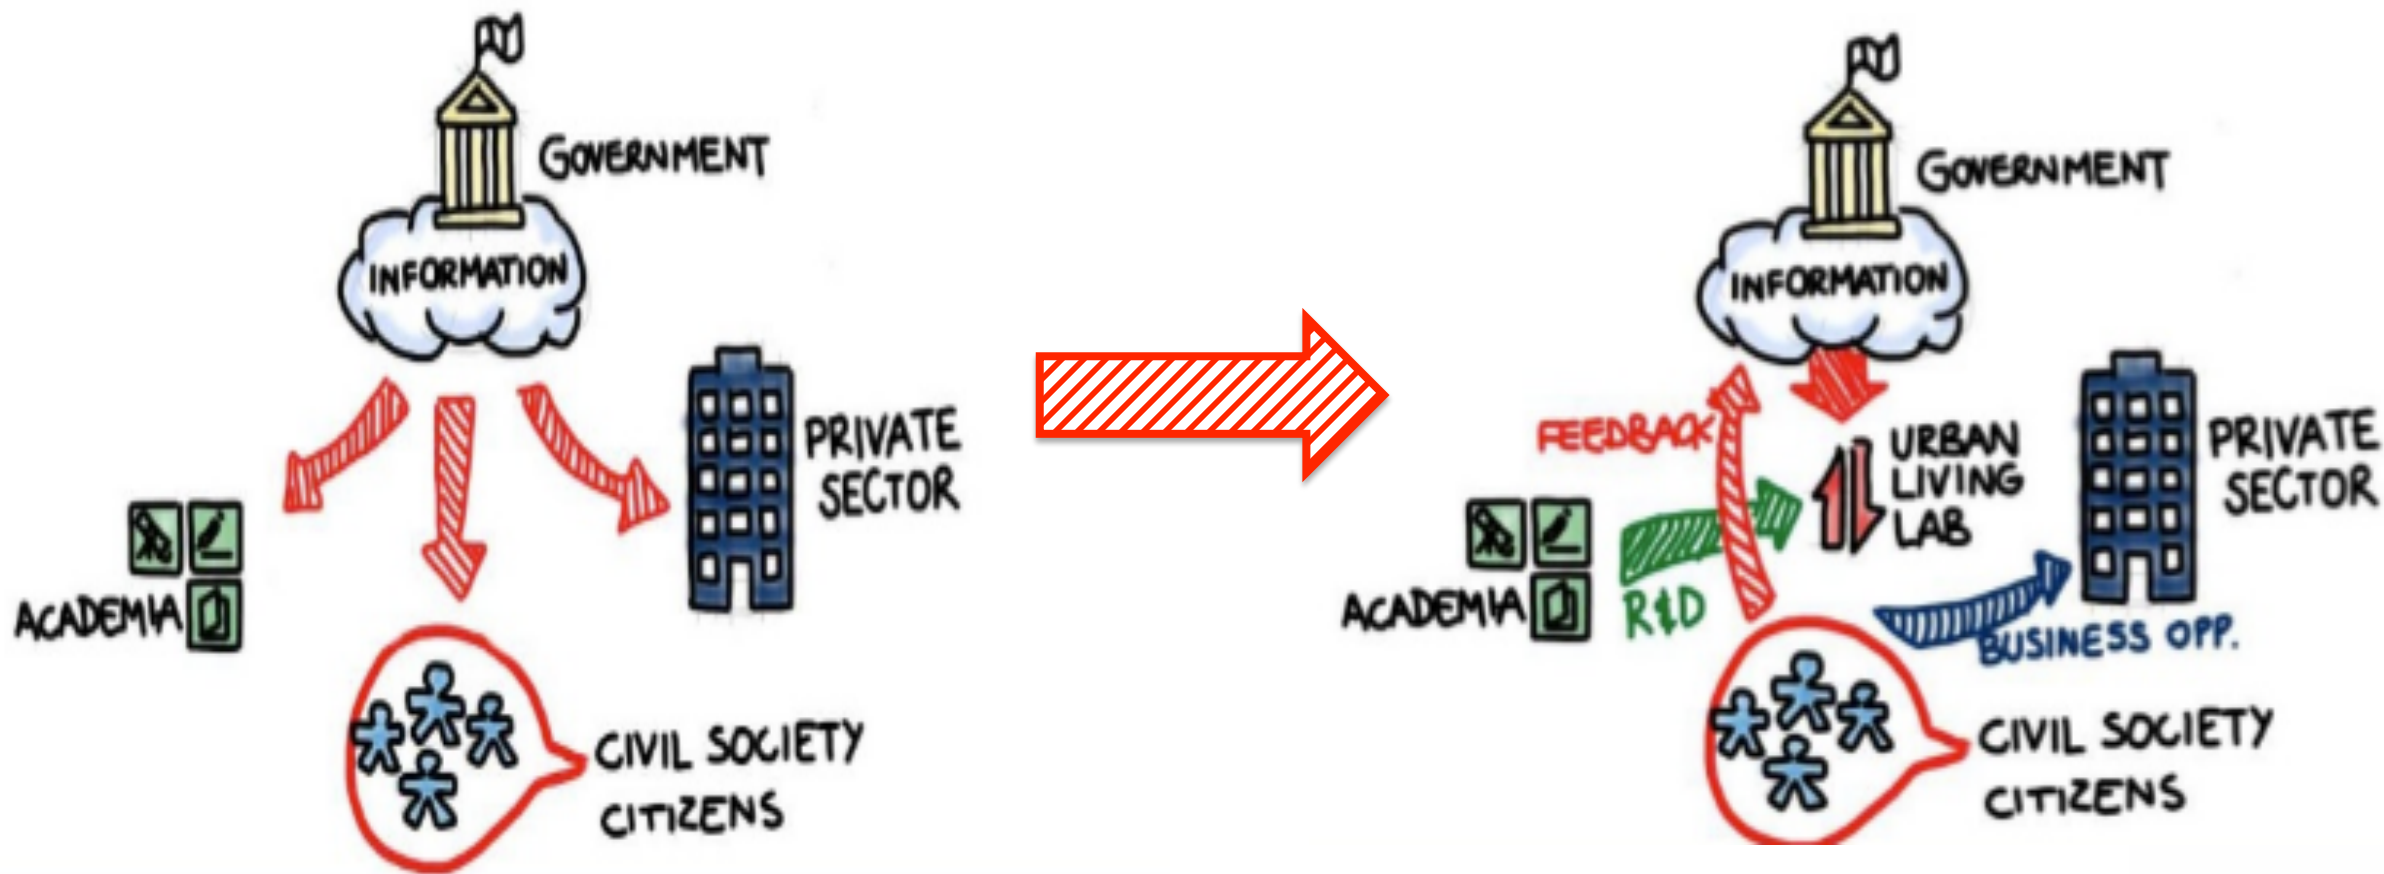 GOVERNMENT
INFORMATION
PRIVATE
SECTOR
ACADEMIA
CIVIL SOCIETY
CITIZENS
GOVERNMENT
INFORMATION
FEEDBACK
URBAN
LIVING
LAB
PRIVATE
SECTOR
ACADEMIA
R&D
BUSINESS OPP.
CIVIL SOCIETY
CITIZENS